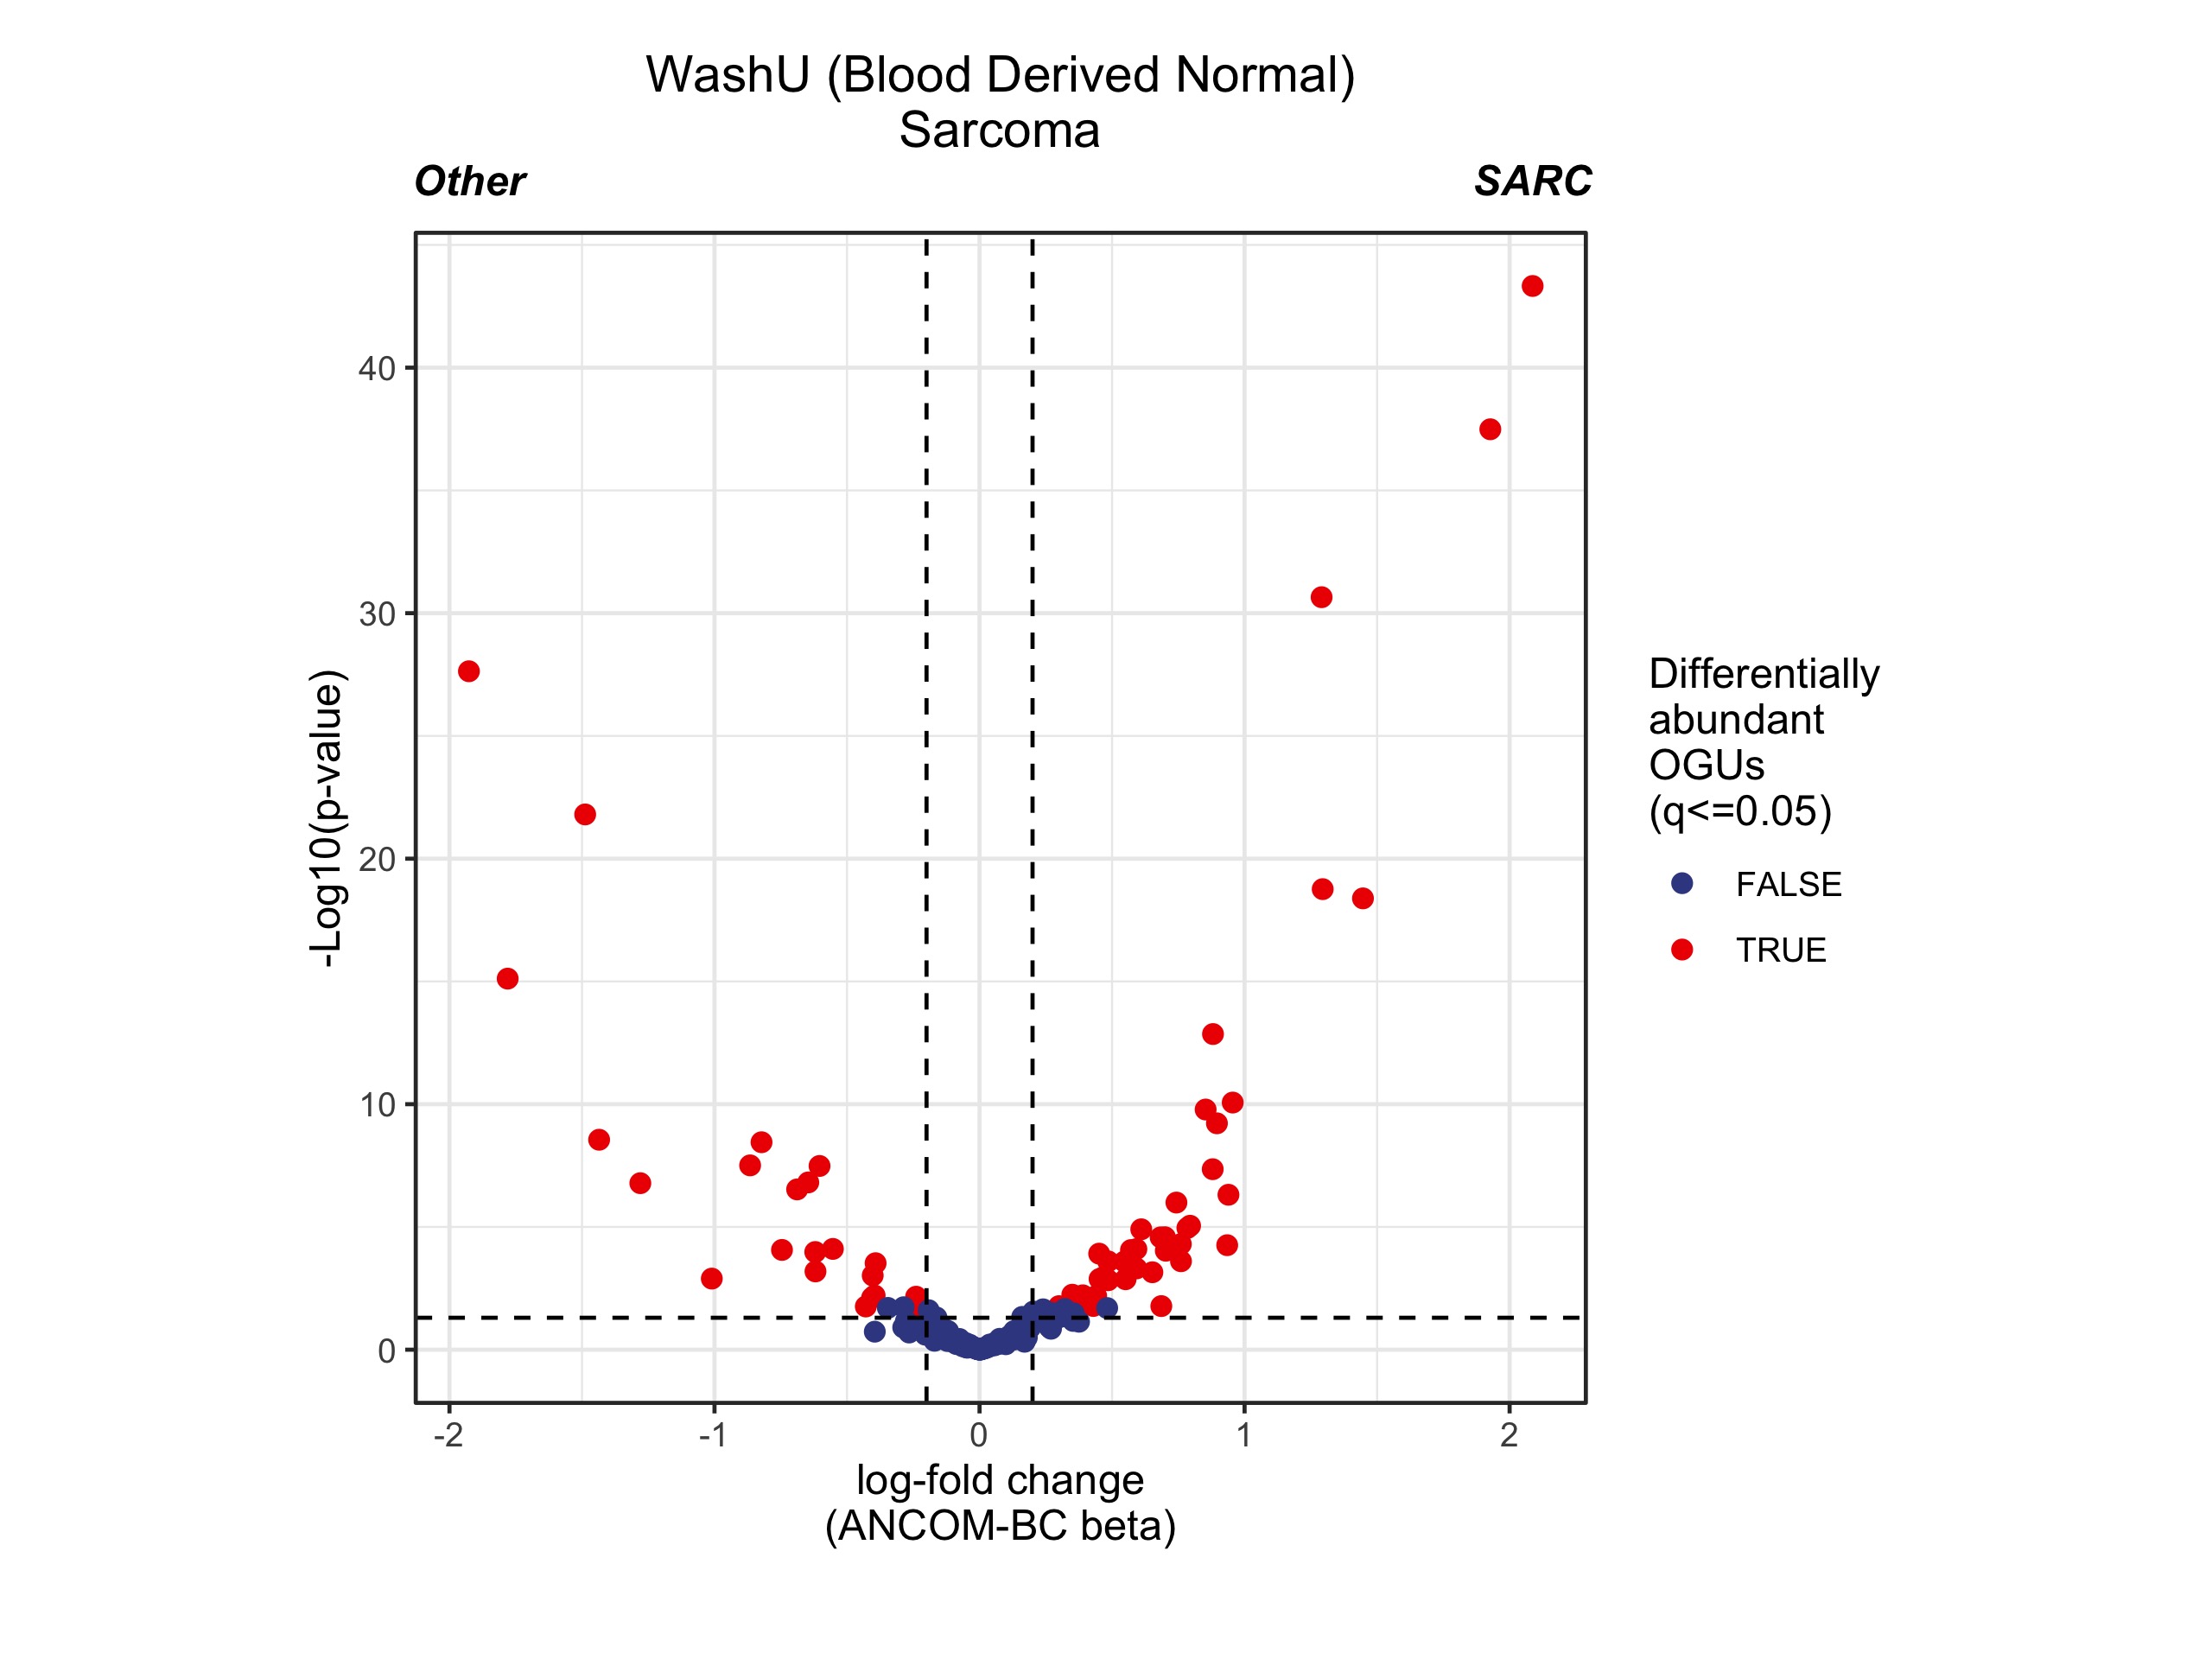 WashU (Blood Derived Normal)
Sarcoma
Other
SARC
40
30
20
10
0
-Log10(p-value)
-2
-1
0
1
2
log-fold change
(ANCOM-BC beta)
Differentially
abundant
OGUs
(q<=0.05)
FALSE
TRUE